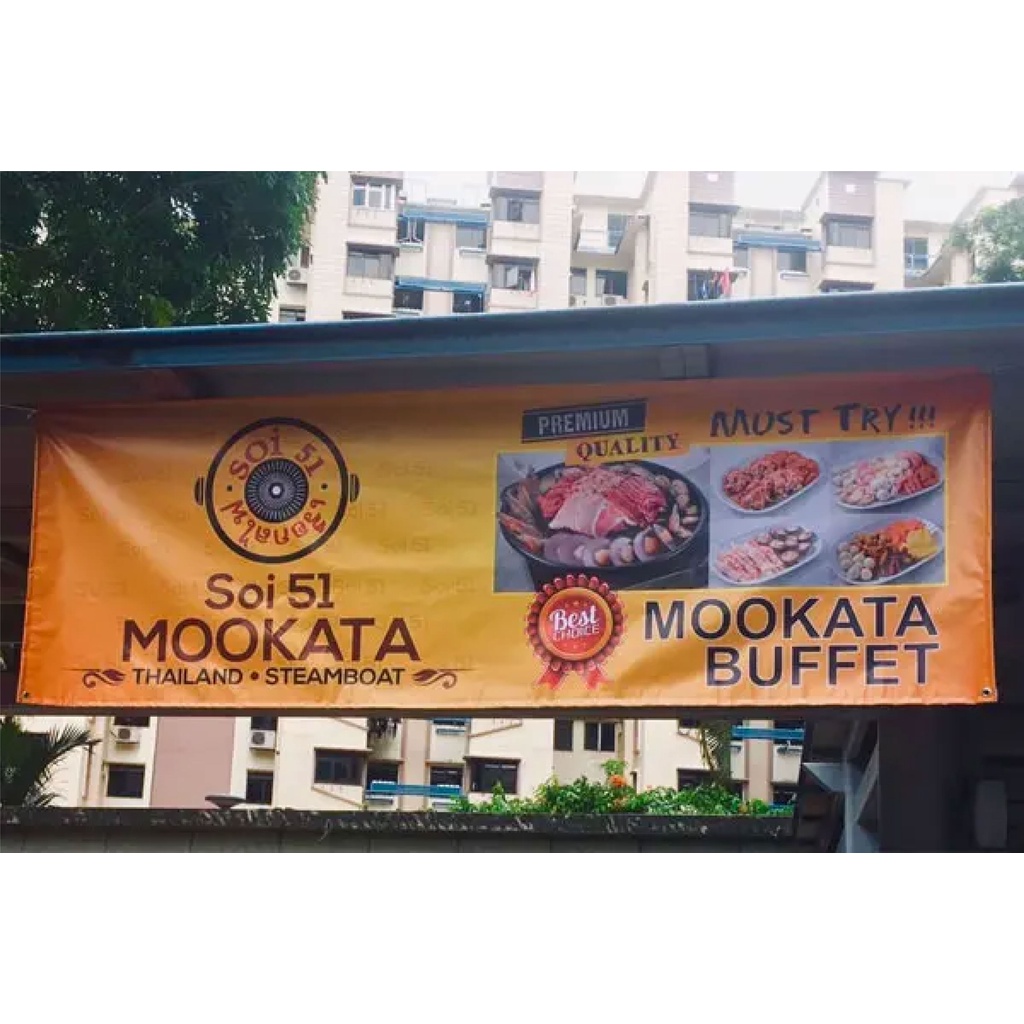 Soi 51
Soi 51
MOOKATA
THAILAND • STEAMBOAT
PREMIUM
QUALITY
MUST TRY!!!
Best
CHOICE
MOOKATA
BUFFET